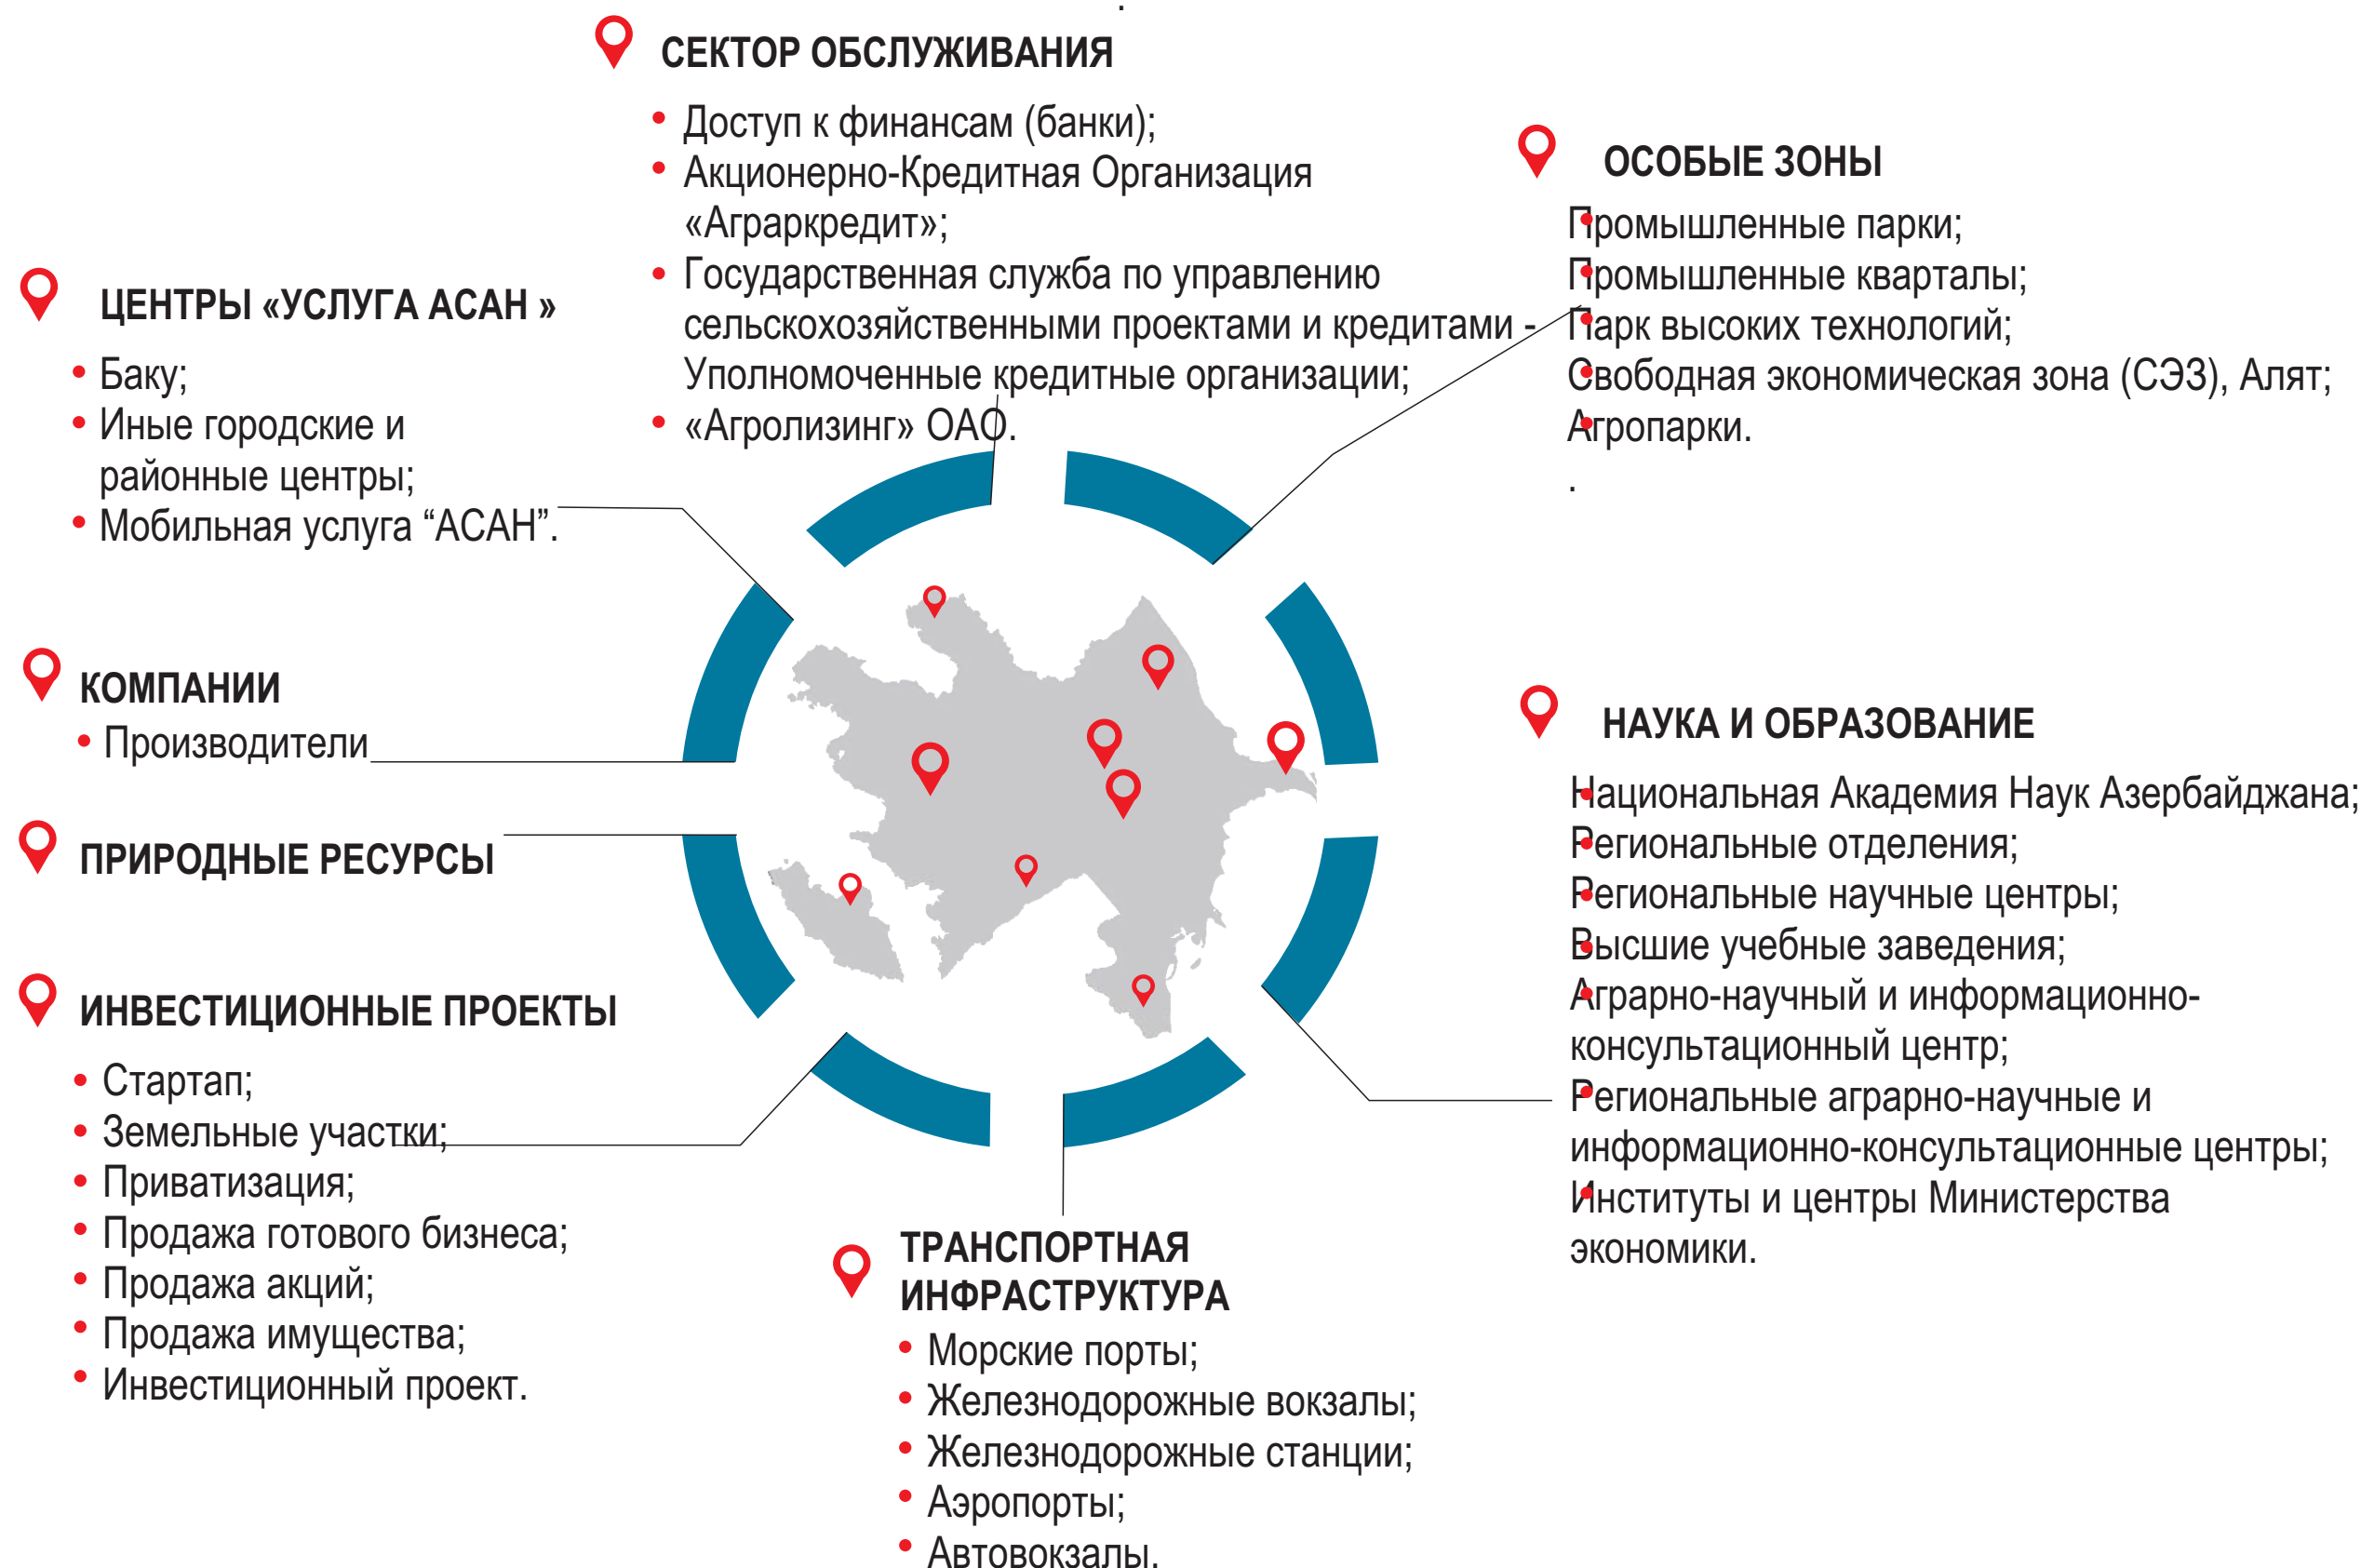 СЕКТОР ОБСЛУЖИВАНИЯ
Доступ к финансам (банки);
Акционерно-Кредитная Организация
«Аграркредит»;
Государственная служба по управлению
сельскохозяйственными проектами и кредитами -
Уполномоченные кредитные организации;
«Агролизинг» ОАО.
ОСОБЫЕ ЗОНЫ
Промышленные парки;
Промышленные кварталы;
Парк высоких технологий;
Свободная экономическая зона (СЭЗ), Алят;
Агропарки.
.
ЦЕНТРЫ «УСЛУГА АСАН »
Баку;
Иные городские и
районные центры;
Мобильная услуга “АСАН”.
КОМПАНИИ
Производители
ПРИРОДНЫЕ РЕСУРСЫ
ИНВЕСТИЦИОННЫЕ ПРОЕКТЫ
Стартап;
Земельные участки;
Приватизация;
Продажа готового бизнеса;
Продажа акций;
Продажа имущества;
Инвестиционный проект.
НАУКА И ОБРАЗОВАНИЕ
Национальная Академия Наук Азербайджана;
Региональные отделения;
Региональные научные центры;
Высшие учебные заведения;
Аграрно-научный и информационно-
консультационный центр;
Региональные аграрно-научные и
информационно-консультационные центры;
Институты и центры Министерства
экономики.
ТРАНСПОРТНАЯ
ИНФРАСТРУКТУРА
Морские порты;
Железнодорожные вокзалы;
Железнодорожные станции;
Аэропорты;
Автовокзалы.